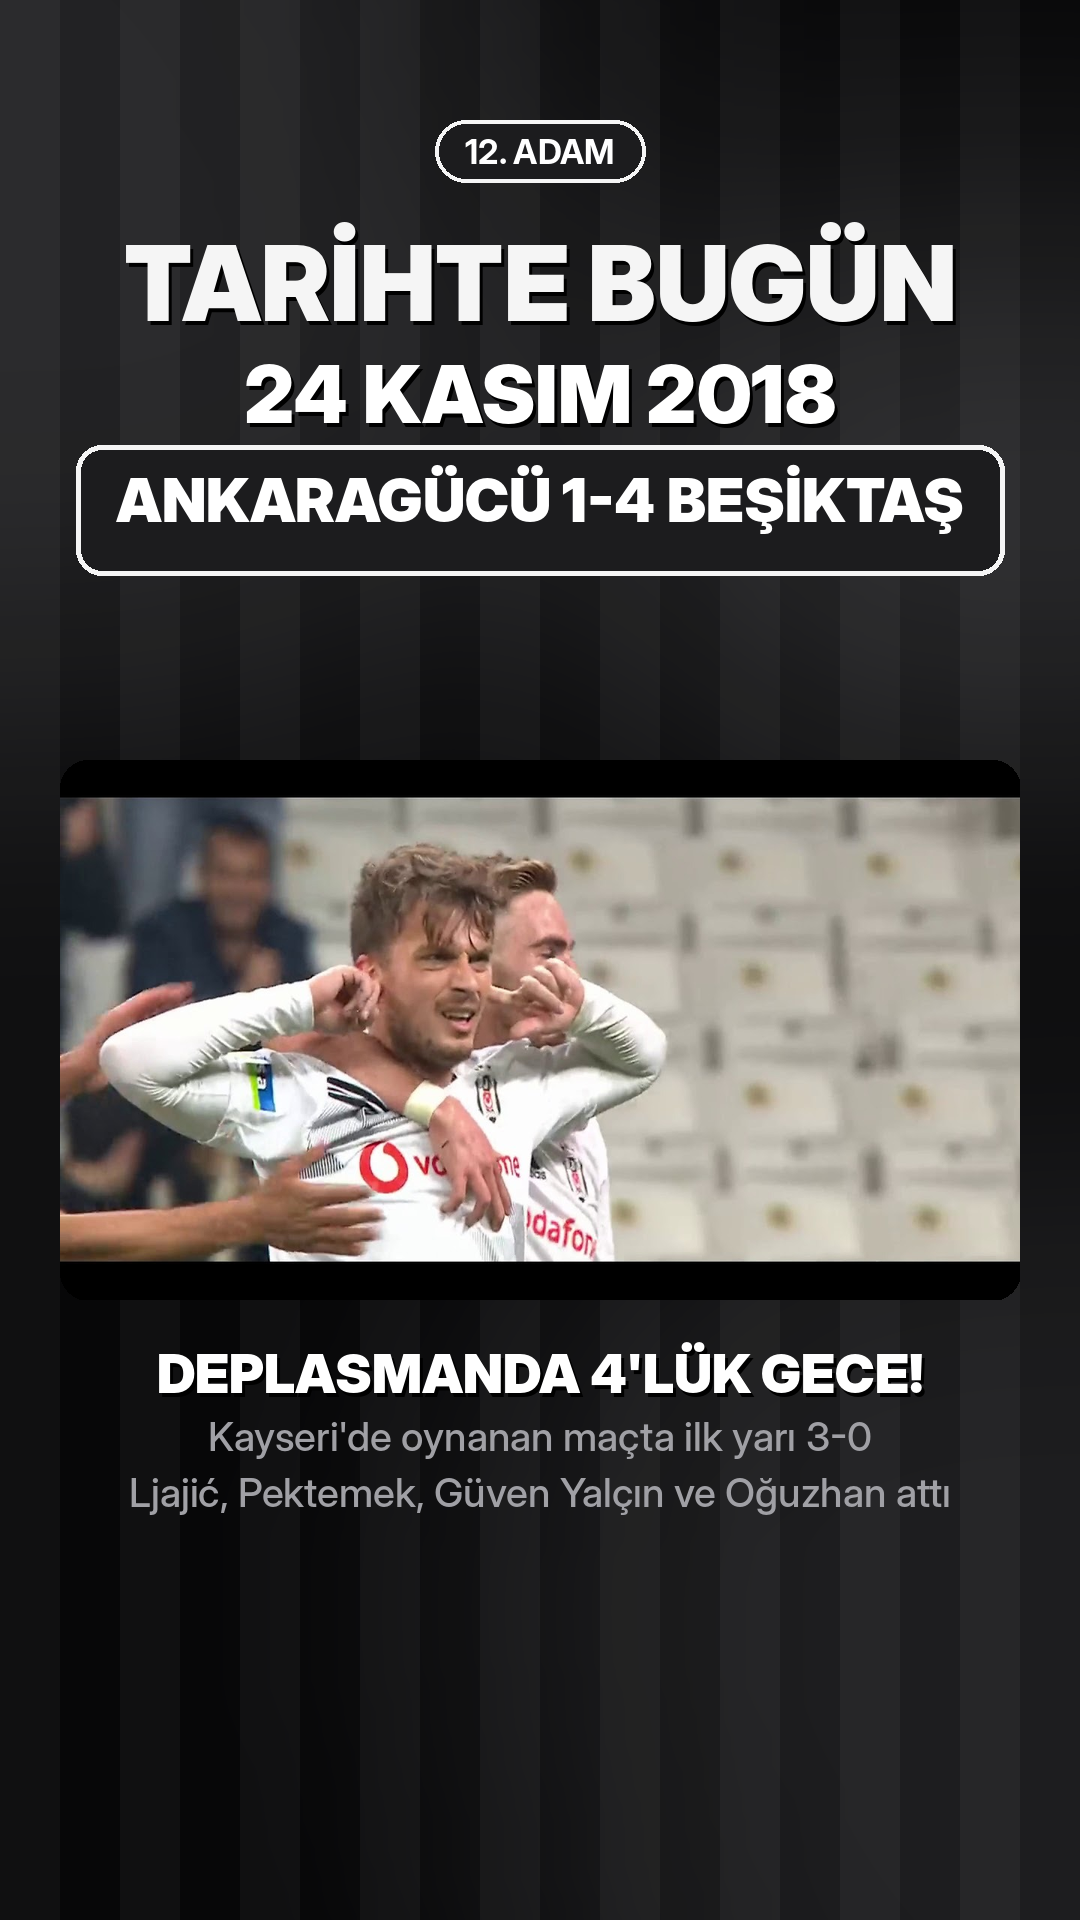 12. ADAM
TARİHTE BUGÜN
24 KASIM 2018
ANKARAGÜCÜ 1-4 BEŞİKTAŞ
DEPLASMANDA 4'LÜK GECE!
Kayseri'de oynanan maçta ilk yarı 3-0
Ljajić, Pektemek, Güven Yalçın ve Oğuzhan attı